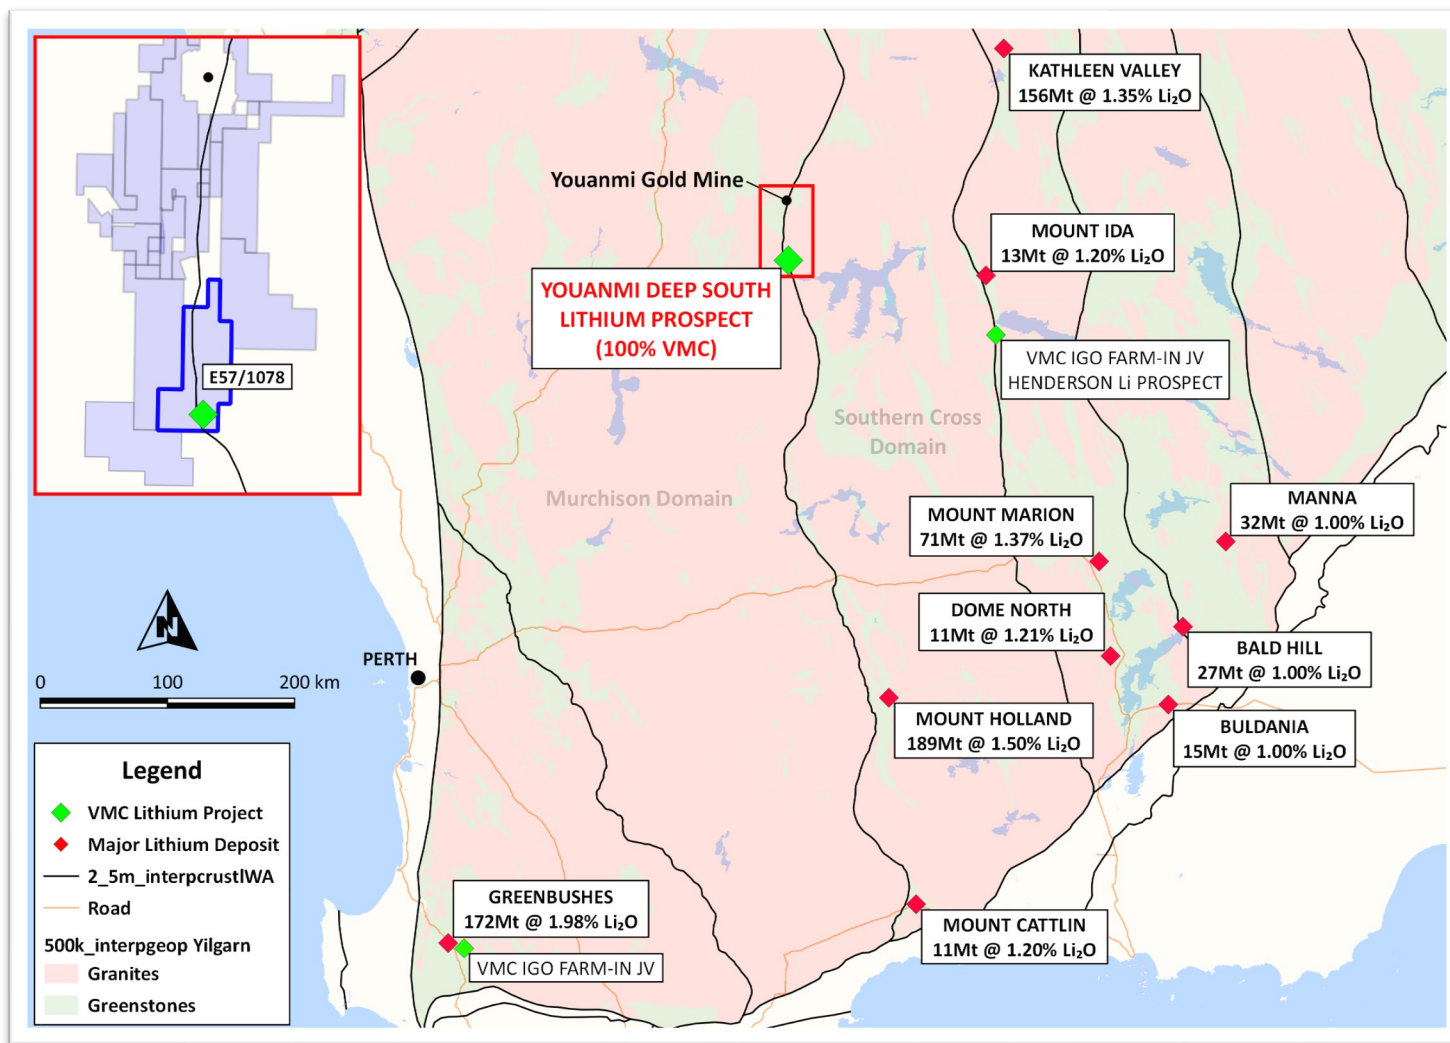 E57/1078
KATHLEEN VALLEY
156Mt @ 1.35% Li₂O
Youanmi Gold Mine
MOUNT IDA
13Mt @ 1.20% Li₂O
YOUANMI DEEP SOUTH
LITHIUM PROSPECT
(100% VMC)
VMC IGO FARM-IN JV
HENDERSON Li PROSPECT
Southern Cross
Domain
Murchison Domain
MANNA
32Mt @ 1.00% Li₂O
MOUNT MARION
71Mt @ 1.37% Li₂O
DOME NORTH
11Mt @ 1.21% Li₂O
BALD HILL
27Mt @ 1.00% Li₂O
N
PERTH
0 100 200 km
MOUNT HOLLAND
189Mt @ 1.50% Li₂O
BULDANIA
15Mt @ 1.00% Li₂O
Legend
VMC Lithium Project
Major Lithium Deposit
2_5m_interpcrustlWA
Road
500k_interpgeop Yilgarn
Granites
Greenstones
GREENBUSHES
172Mt @ 1.98% Li₂O
VMC IGO FARM-IN JV
MOUNT CATTLIN
11Mt @ 1.20% Li₂O